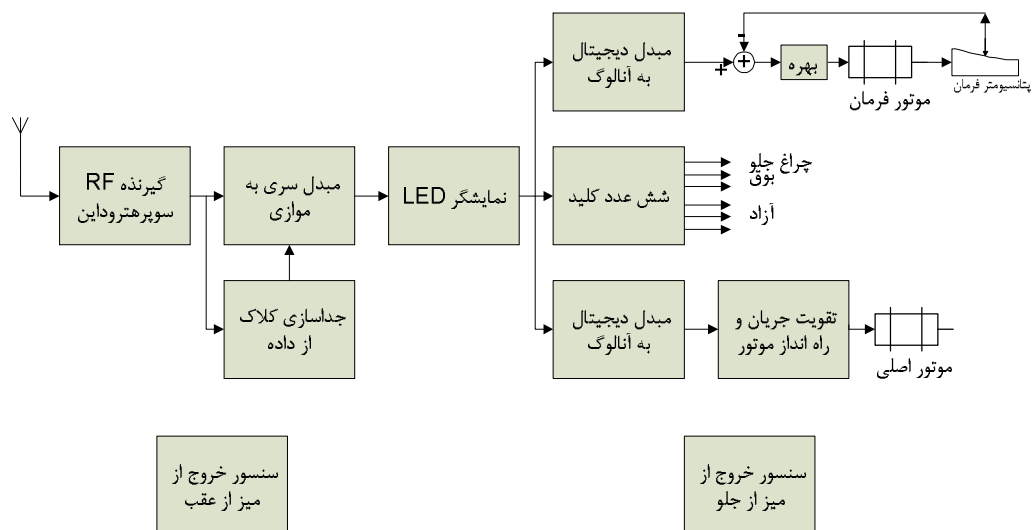 گیرنذه RF
سوپرهتروداین
مبدل سری به
موازی
جداسازی کلاک
از داده
نمایشگر LED
مبدل دیجیتال
به آنالوگ
+
-
+
بهره
موتور فرمان
پتانسیومتر فرمان
شش عدد کلید
چراغ جلو
بوق
آزاد
مبدل دیجیتال
به آنالوگ
تقویت جریان و
راه انداز موتور
موتور اصلی
سنسور خروج از
میز از عقب
سنسور خروج از
میز از جلو